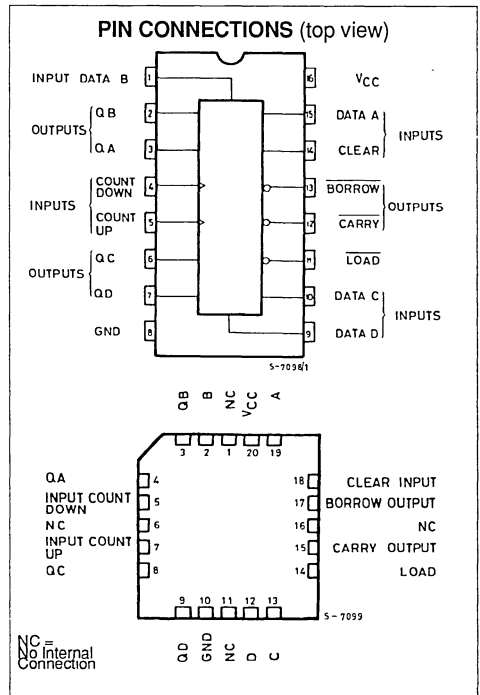 PIN CONNECTIONS (top view)
INPUT DATA B 1 16 VCC
QB 2 15 DATA A
OUTPUTS INPUTS
QA 3 14 CLEAR
COUNT DOWN 4 13 BORROW
INPUTS OUTPUTS
COUNT UP 5 12 CARRY
QC 6 11 LOAD
OUTPUTS
QD 7 10 DATA C
INPUTS
GND 8 9 DATA D
S-7098/1
QB B NC VCC A
3 2 1 20 19
QA 4 18 CLEAR INPUT
INPUT COUNT DOWN 5 17 BORROW OUTPUT
NC 6 16 NC
INPUT COUNT UP 7 15 CARRY OUTPUT
QC 8 14 LOAD
9 10 11 12 13
S-7099
QD GND NC D C
NC =
No Internal
Connection